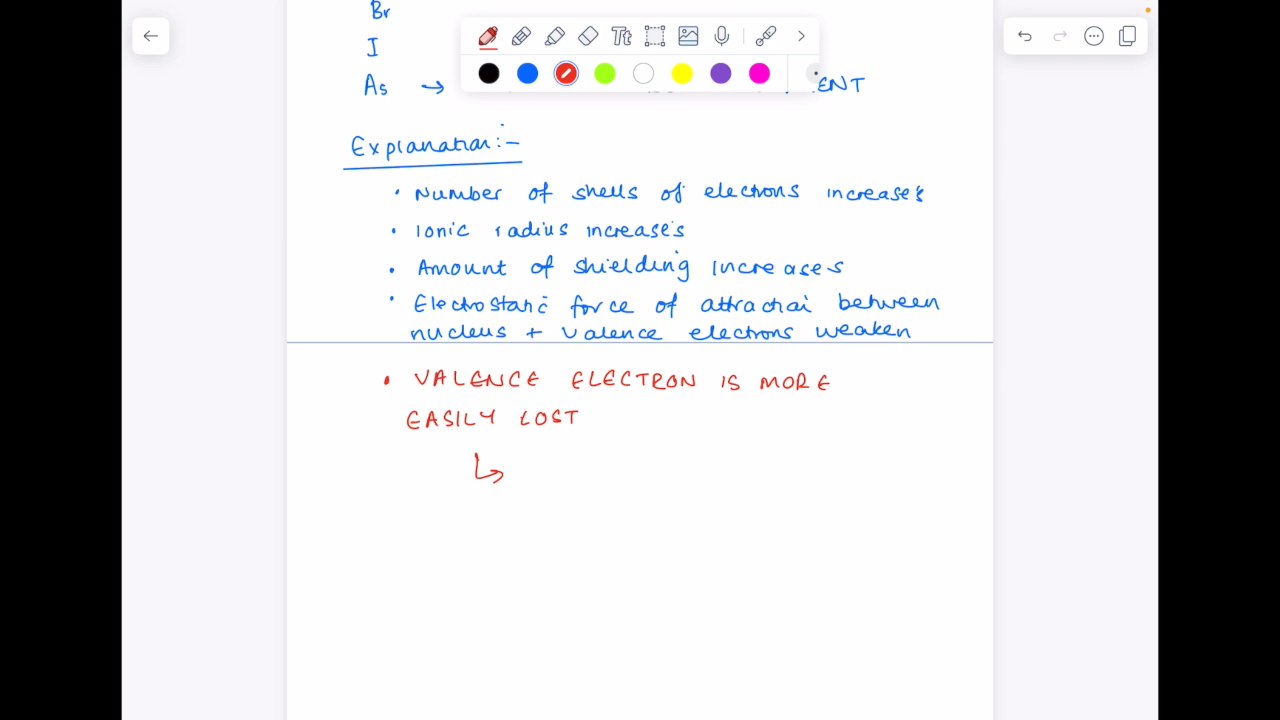 Br
I
Tt
As → ENT
Explanation:-
• Number of shells of electrons increases
• Ionic radius increases
• Amount of shielding increases
• Electrostatic force of attraction between
nucleus + valence electrons weaken
• VALENCE ELECTRON IS MORE
EASILY LOST